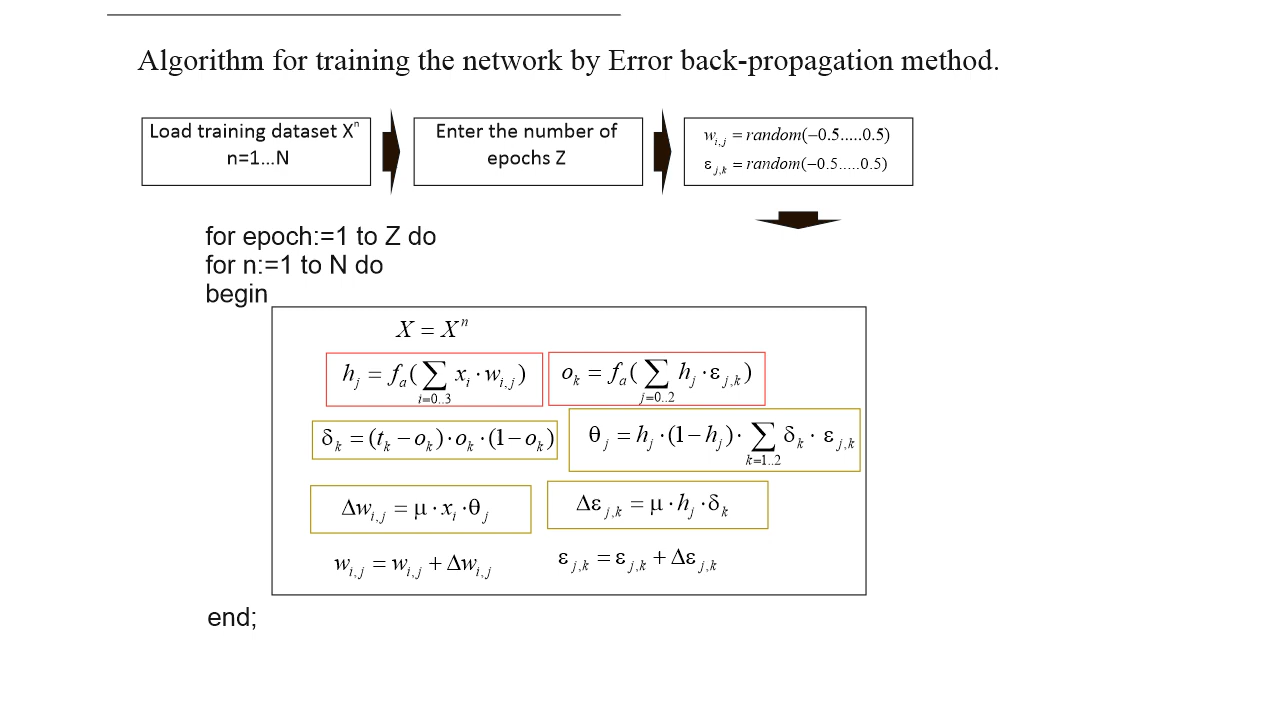 Algorithm for training the network by Error back-propagation method.
Load training dataset Xⁿ
n=1...N
Enter the number of
epochs Z
w_{i,j} = random(−0.5.....0.5)
ε_{j,k} = random(−0.5.....0.5)
for epoch:=1 to Z do
for n:=1 to N do
begin
X = Xⁿ
h_j = f_a(∑_{i=0..3} x_i · w_{i,j})
o_k = f_a(∑_{j=0..2} h_j · ε_{j,k})
δ_k = (t_k − o_k) · o_k · (1 − o_k)
θ_j = h_j · (1 − h_j) · ∑_{k=1..2} δ_k · ε_{j,k}
Δw_{i,j} = μ · x_i · θ_j
Δε_{j,k} = μ · h_j · δ_k
w_{i,j} = w_{i,j} + Δw_{i,j}
ε_{j,k} = ε_{j,k} + Δε_{j,k}
end;